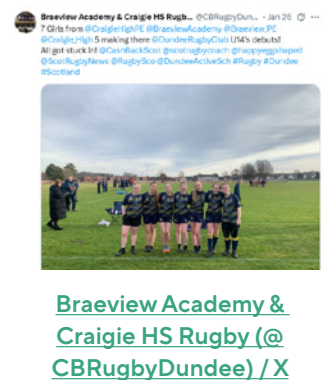 Braeview Academy & Craigie HS Rugb... @CBRugbyDun... · Jan 26
7 Girls from @CraigieHighPE @BraeviewAcademy @Braeview_PE
@Craigie_High 5 making there @DundeeRugbyClub U14's debuts!
All got stuck in! @CashBackScot @scotrugbycoach @happyeggshaped
@ScotRugbyNews @RugbySco @DundeeActiveSch #Rugby #Dundee
#Scotland
Braeview Academy &
Craigie HS Rugby (@
CBRugbyDundee) / X